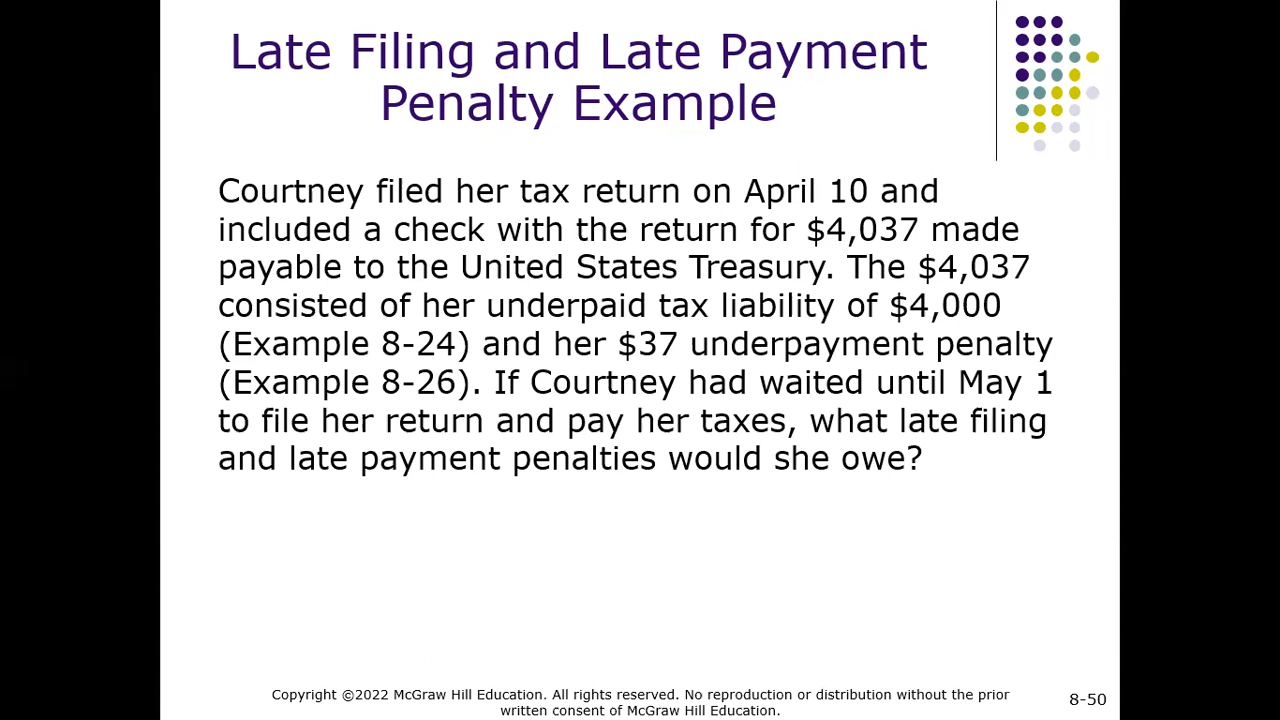 Late Filing and Late Payment
Penalty Example
Courtney filed her tax return on April 10 and
included a check with the return for $4,037 made
payable to the United States Treasury. The $4,037
consisted of her underpaid tax liability of $4,000
(Example 8-24) and her $37 underpayment penalty
(Example 8-26). If Courtney had waited until May 1
to file her return and pay her taxes, what late filing
and late payment penalties would she owe?
Copyright ©2022 McGraw Hill Education. All rights reserved. No reproduction or distribution without the prior
written consent of McGraw Hill Education.
8-50